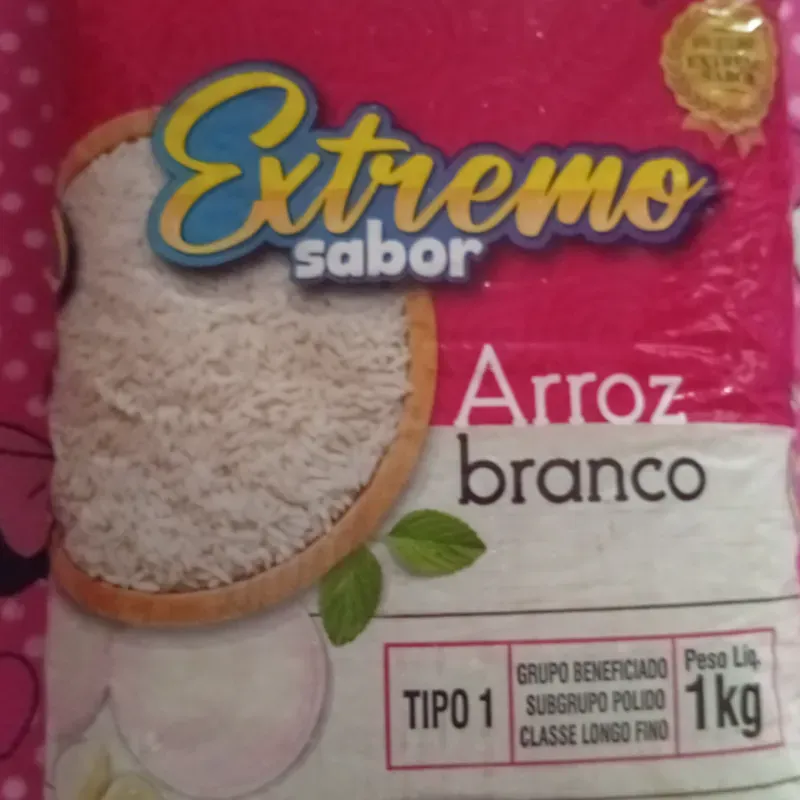 Extremo
sabor
Arroz
branco
TIPO 1
GRUPO BENEFICIADO
SUBGRUPO POLIDO
CLASSE LONGO FINO
Peso Líq.
1kg